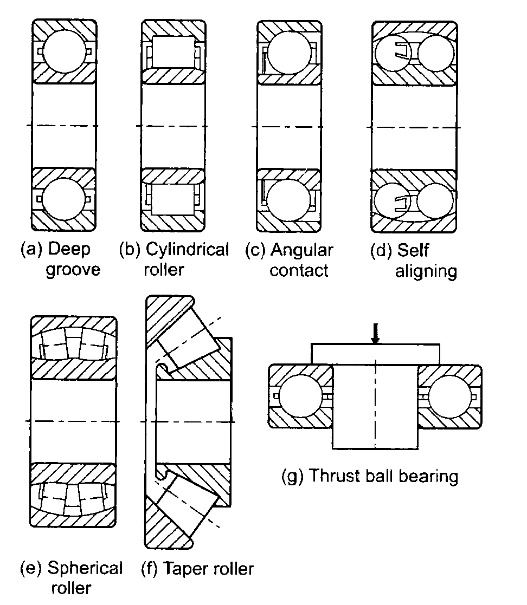 (a) Deep
groove
(b) Cylindrical
roller
(c) Angular
contact
(d) Self
aligning
(e) Spherical
roller
(f) Taper roller
(g) Thrust ball bearing